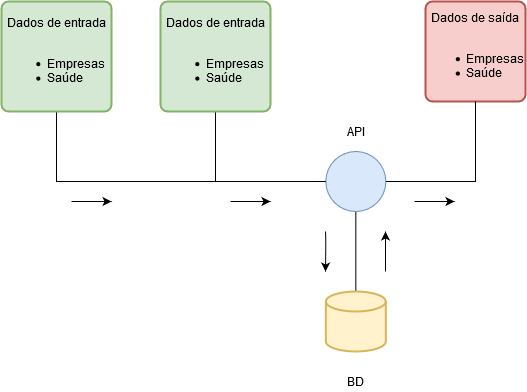 Dados de entrada
• Empresas
• Saúde
Dados de entrada
• Empresas
• Saúde
Dados de saída
• Empresas
• Saúde
API
BD